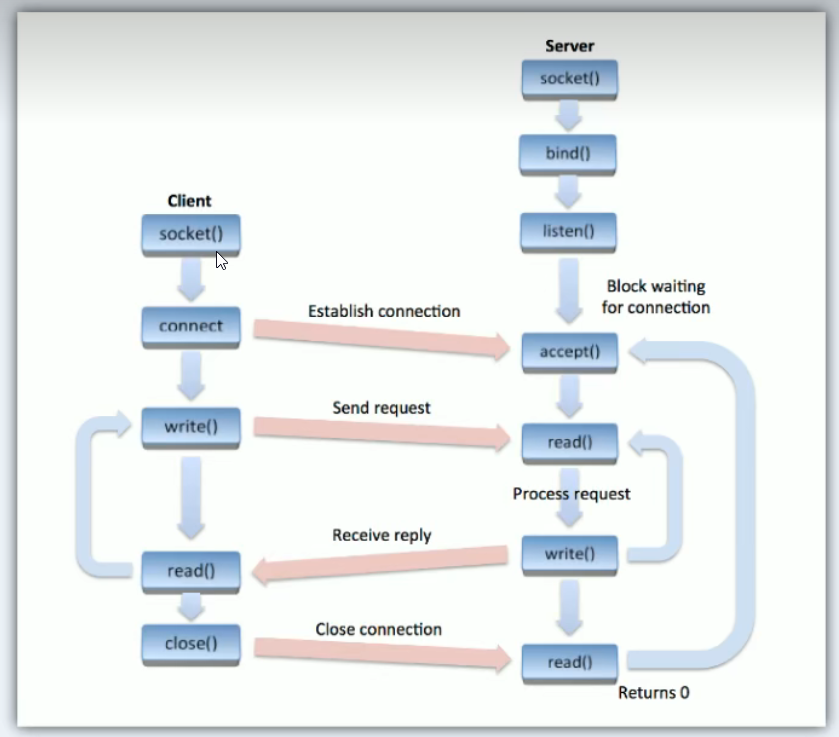 Server
socket()
bind()
listen()
Client
socket()
Block waiting
for connection
connect
Establish connection
accept()
write()
Send request
read()
Process request
Receive reply
write()
read()
close()
Close connection
read()
Returns 0